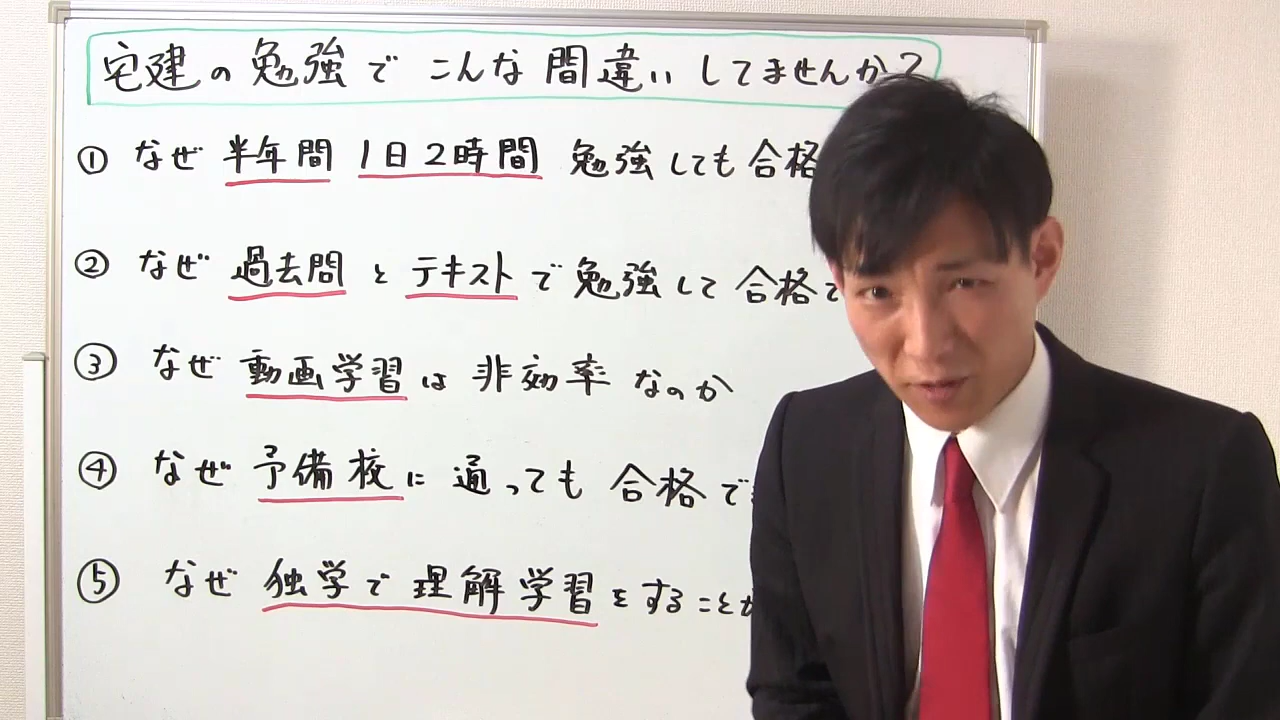 宅建の勉強でこんな間違いしてませんか?
① なぜ 半年間 1日2時間 勉強しても合格
② なぜ 過去問 と テキスト で 勉強して 合格で
③ なぜ 動画学習 は 非効率 なのか
④ なぜ 予備校 に 通っても 合格で
⑤ なぜ 独学で 理解学習 をすること